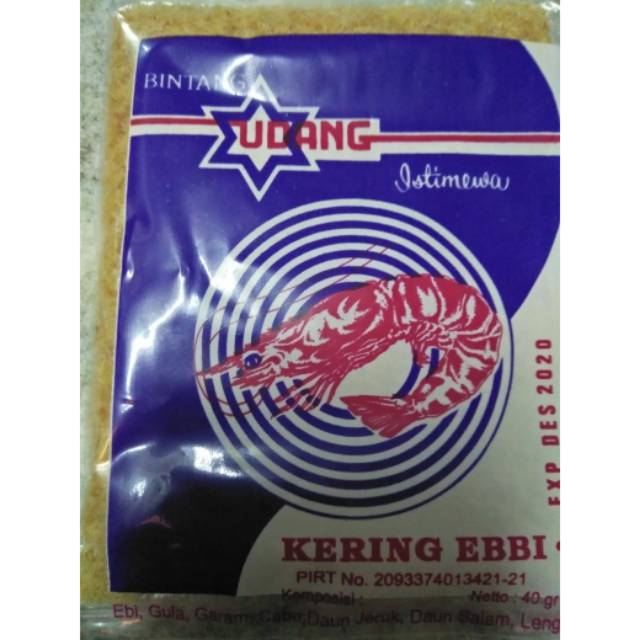 BINTANG
UDANG
Istimewa
EXP DES 2020
KERING EBBI
PIRT No. 2093374013421-21
Komposisi : Netto : 40 gr
Ebi, Gula, Garam, Cabe, Daun Jeruk, Daun Salam, Leng